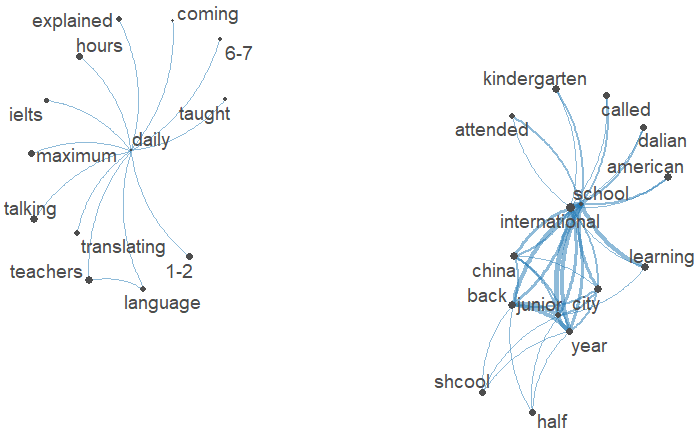 explained
coming
hours
6-7
ielts
taught
daily
maximum
talking
translating
teachers
1-2
language
kindergarten
called
attended
dalian
american
school
international
learning
china
back
junior
city
year
shcool
half